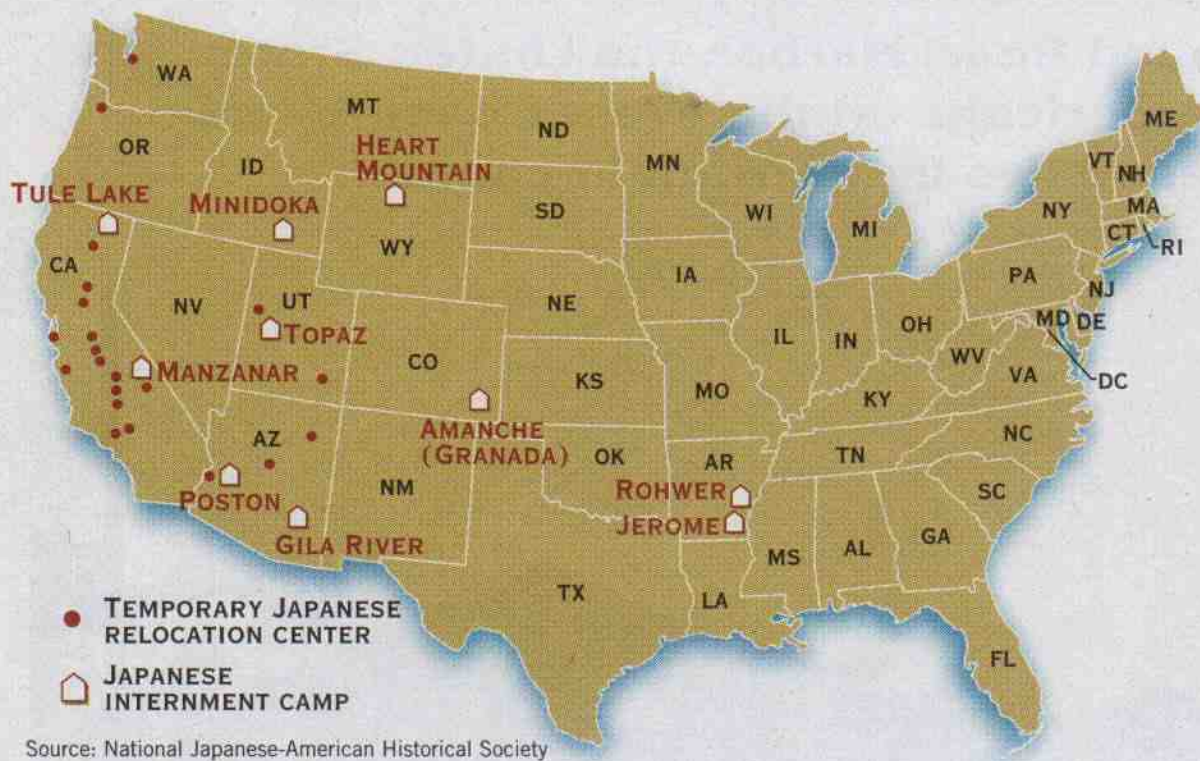 WA
MT
ND
MN
ME
OR
ID
HEART
MOUNTAIN
VT
NH
TULE LAKE
MINIDOKA
SD
WI
MI
NY
MA
CT
RI
CA
WY
IA
PA
NJ
NV
UT
NE
TOPAZ
IL
IN
OH
MD
DE
MANZANAR
CO
KS
MO
WV
VA
DC
KY
AMANCHE
(GRANADA)
AZ
OK
AR
TN
NC
POSTON
NM
ROHWER
SC
JEROME
GILA RIVER
MS
AL
GA
TX
LA
FL
TEMPORARY JAPANESE
RELOCATION CENTER
JAPANESE
INTERNMENT CAMP
Source: National Japanese-American Historical Society